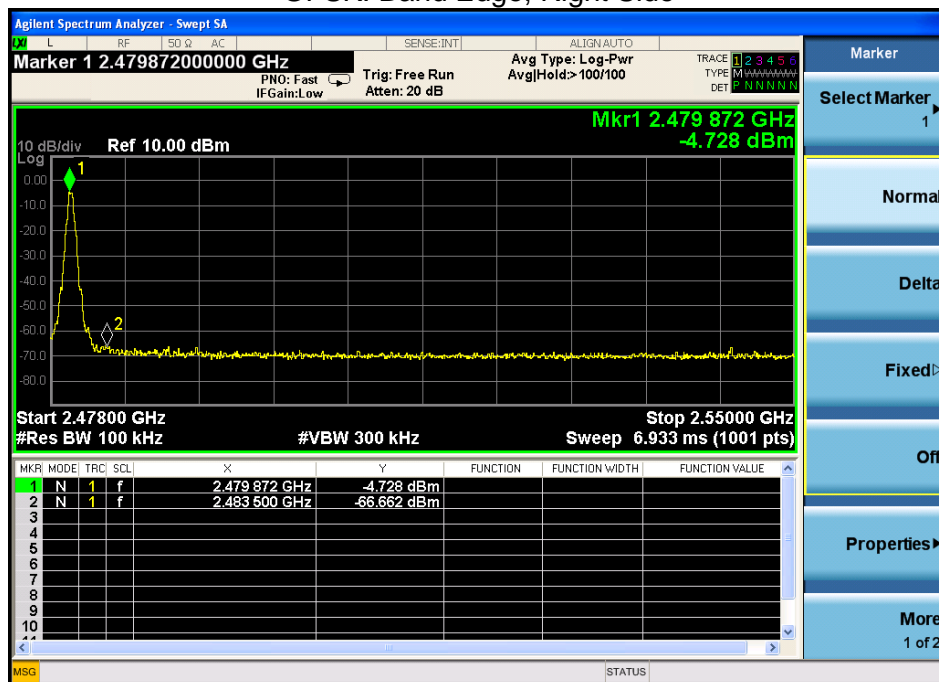 GFSK: Band Edge, Right Side
Agilent Spectrum Analyzer - Swept SA
LXI L RF 50 Ω AC SENSE:INT ALIGN AUTO
Marker 1 2.479872000000 GHz
PNO: Fast
IFGain:Low
Trig: Free Run
Atten: 20 dB
Avg Type: Log-Pwr
Avg|Hold:>100/100
TRACE 1 2 3 4 5 6
TYPE M WWWWW
DET P N N N N N
Mkr1 2.479 872 GHz
-4.728 dBm
10 dB/div Ref 10.00 dBm
Log
1
0.00
-10.0
-20.0
-30.0
-40.0
-50.0
2
-60.0
-70.0
-80.0
Start 2.47800 GHz Stop 2.55000 GHz
#Res BW 100 kHz #VBW 300 kHz Sweep 6.933 ms (1001 pts)
MKR MODE TRC SCL X Y FUNCTION FUNCTION WIDTH FUNCTION VALUE
1 N 1 f 2.479 872 GHz -4.728 dBm
2 N 1 f 2.483 500 GHz -66.662 dBm
3
4
5
6
7
8
9
10
11
MSG STATUS
Marker
Select Marker
1
Normal
Delta
Fixed
Off
Properties
More
1 of 2